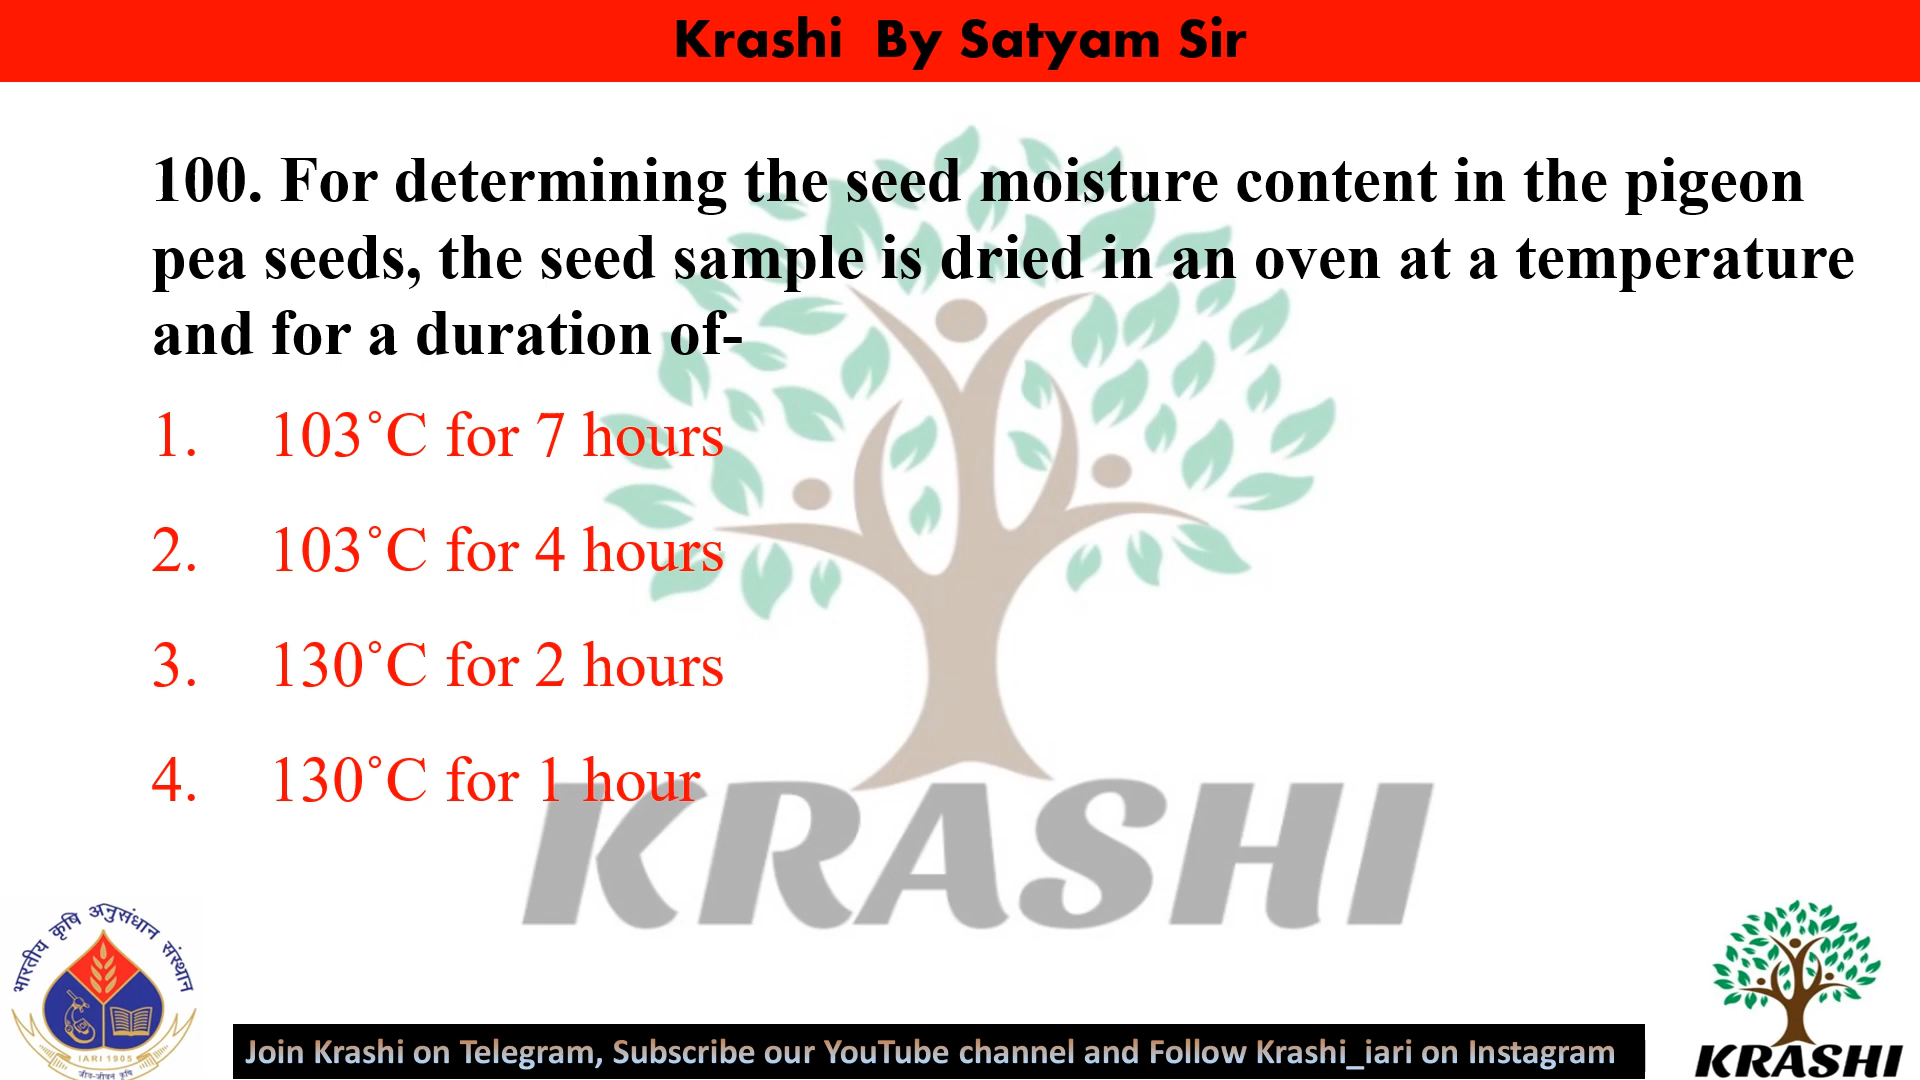 Krashi By Satyam Sir
100. For determining the seed moisture content in the pigeon
pea seeds, the seed sample is dried in an oven at a temperature
and for a duration of-
1. 103˚C for 7 hours
2. 103˚C for 4 hours
3. 130˚C for 2 hours
4. 130˚C for 1 hour
KRASHI
भारतीय कृषि अनुसंधान संस्थान
IARI 1905
Join Krashi on Telegram, Subscribe our YouTube channel and Follow Krashi_iari on Instagram
KRASHI